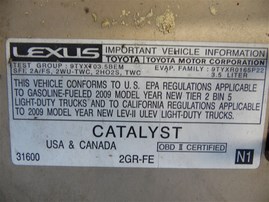 LEXUS IMPORTANT VEHICLE INFORMATION
TOYOTA TOYOTA MOTOR CORPORATION
TEST GROUP : 9TYXT03.5BEM EVAP. FAMILY : 9TYXR0165P22
SFI, 2A/FS, 2WU-TWC, 2HO2S, TWC 3.5 LITER
THIS VEHICLE CONFORMS TO U.S. EPA REGULATIONS APPLICABLE
TO GASOLINE-FUELED 2009 MODEL YEAR NEW TIER 2 BIN 5
LIGHT-DUTY TRUCKS AND TO CALIFORNIA REGULATIONS APPLICABLE
TO 2009 MODEL YEAR NEW LEV-II ULEV LIGHT-DUTY TRUCKS.
CATALYST
USA & CANADA OBD II CERTIFIED
31600 2GR-FE N1